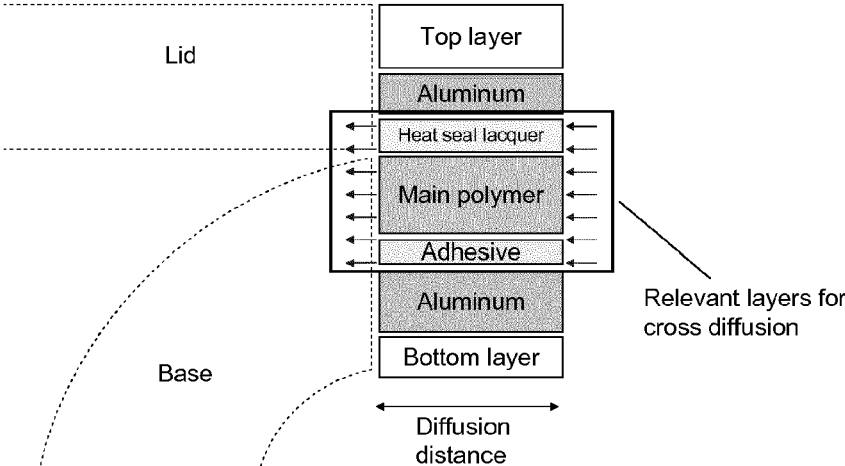 Top layer
Lid
Aluminum
Heat seal lacquer
Main polymer
Adhesive
Aluminum
Relevant layers for
cross diffusion
Bottom layer
Base
Diffusion
distance